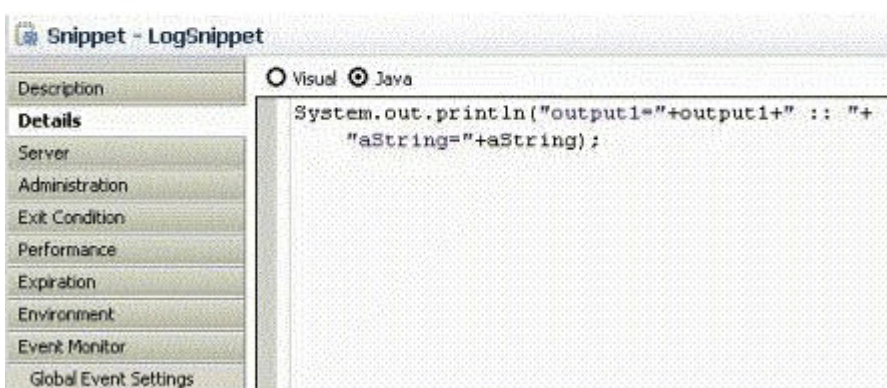 Snippet - LogSnippet
Description
Details
Server
Administration
Exit Condition
Performance
Expiration
Environment
Event Monitor
Global Event Settings
Visual Java
System.out.println("output1="+output1+" :: "+
"aString="+aString);